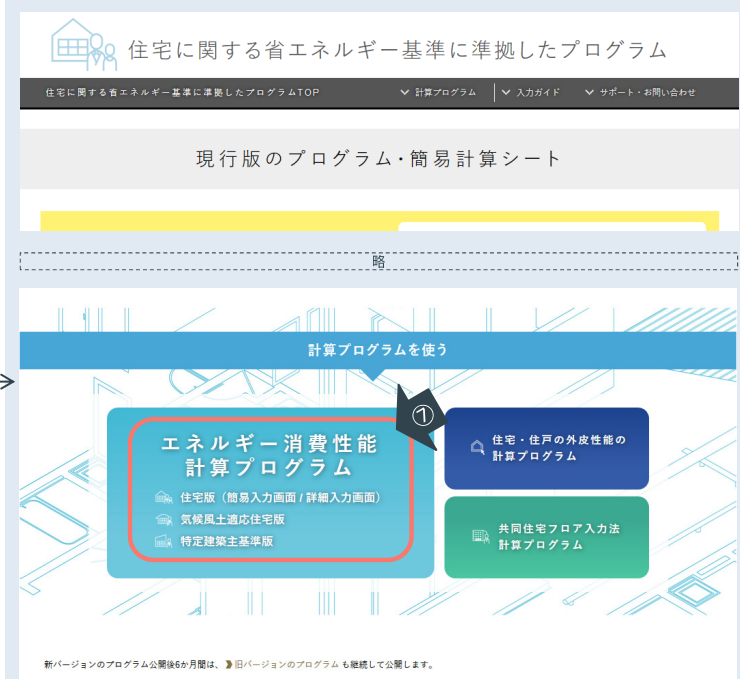 住宅に関する省エネルギー基準に準拠したプログラム
住宅に関する省エネルギー基準に準拠したプログラムTOP
計算プログラム
入力ガイド
サポート・お問い合わせ
現行版のプログラム・簡易計算シート
略
計算プログラムを使う
①
エネルギー消費性能
計算プログラム
住宅版（簡易入力画面 / 詳細入力画面）
気候風土適応住宅版
特定建築主基準版
住宅・住戸の外皮性能の
計算プログラム
共同住宅フロア入力法
計算プログラム
新バージョンのプログラム公開後6か月間は、 旧バージョンのプログラム も継続して公開します。